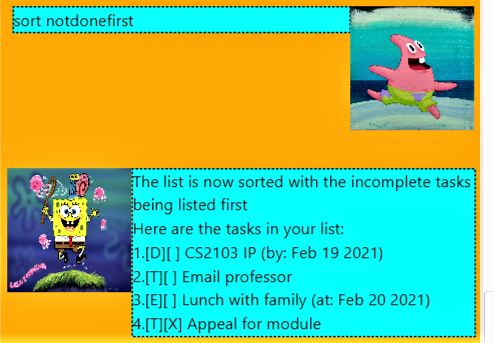 sort notdonefirst
The list is now sorted with the incomplete tasks
being listed first
Here are the tasks in your list:
1.[D][ ] CS2103 IP (by: Feb 19 2021)
2.[T][ ] Email professor
3.[E][ ] Lunch with family (at: Feb 20 2021)
4.[T][X] Appeal for module